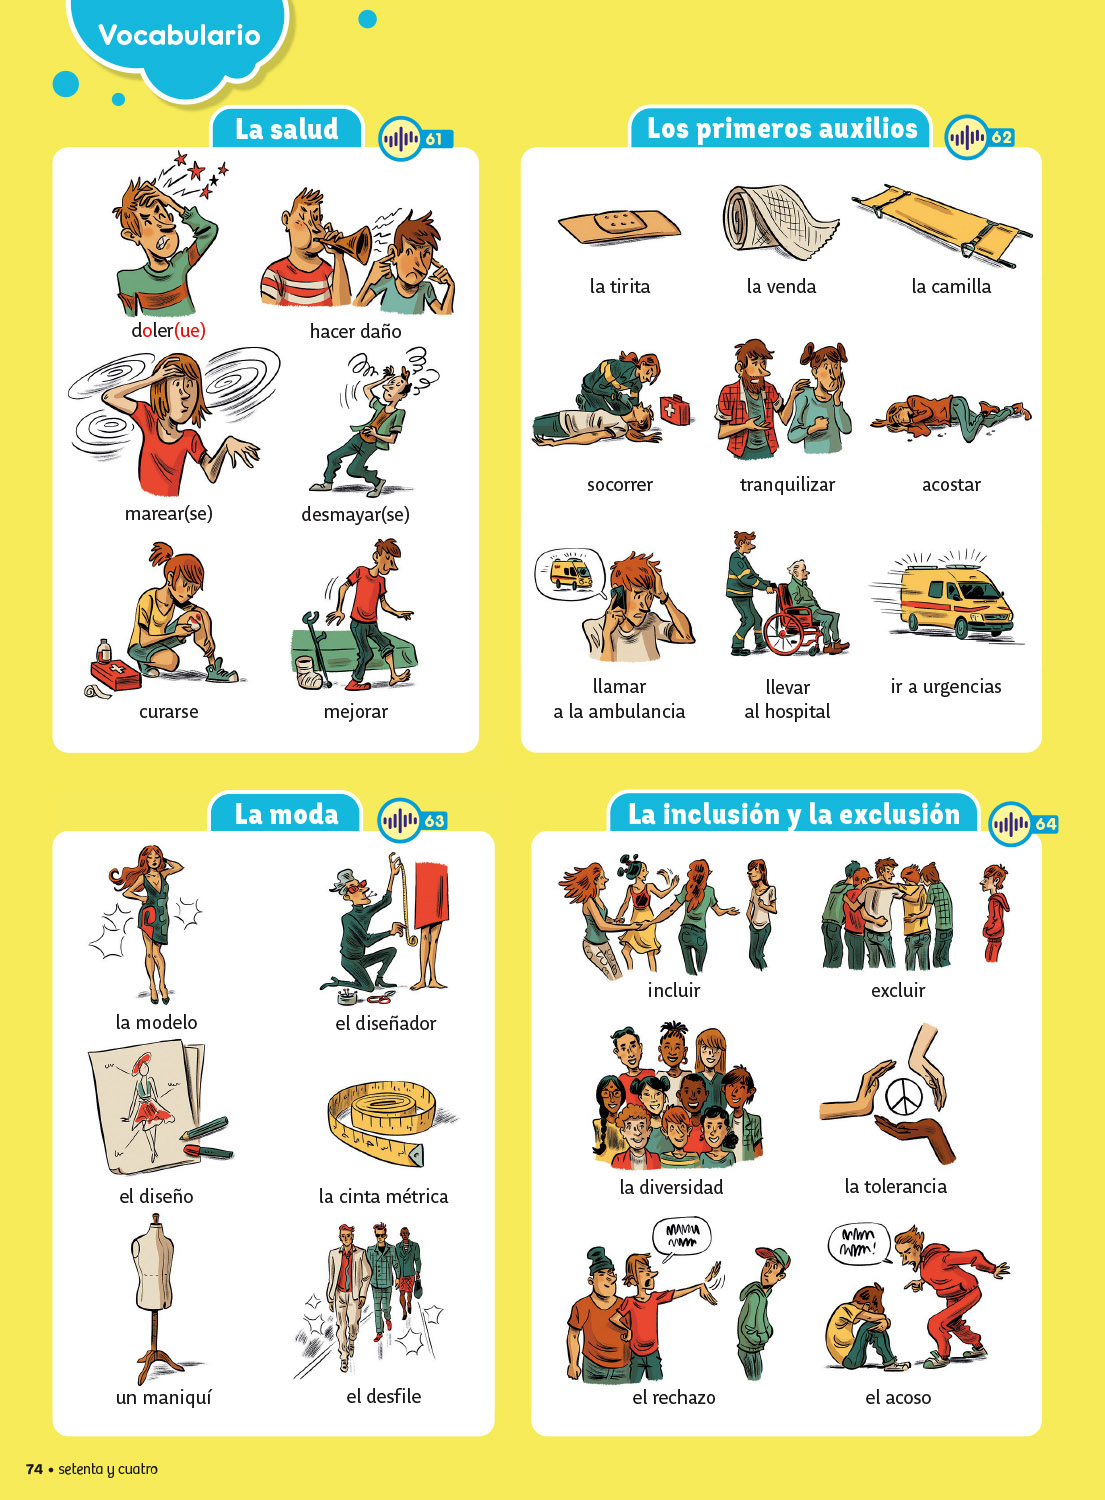 Vocabulario
La salud
61
doler(ue)
hacer daño
marear(se)
desmayar(se)
curarse
mejorar
Los primeros auxilios
62
la tirita
la venda
la camilla
socorrer
tranquilizar
acostar
llamar
a la ambulancia
llevar
al hospital
ir a urgencias
La moda
63
la modelo
el diseñador
el diseño
la cinta métrica
un maniquí
el desfile
La inclusión y la exclusión
64
incluir
excluir
la diversidad
la tolerancia
el rechazo
el acoso
74 • setenta y cuatro